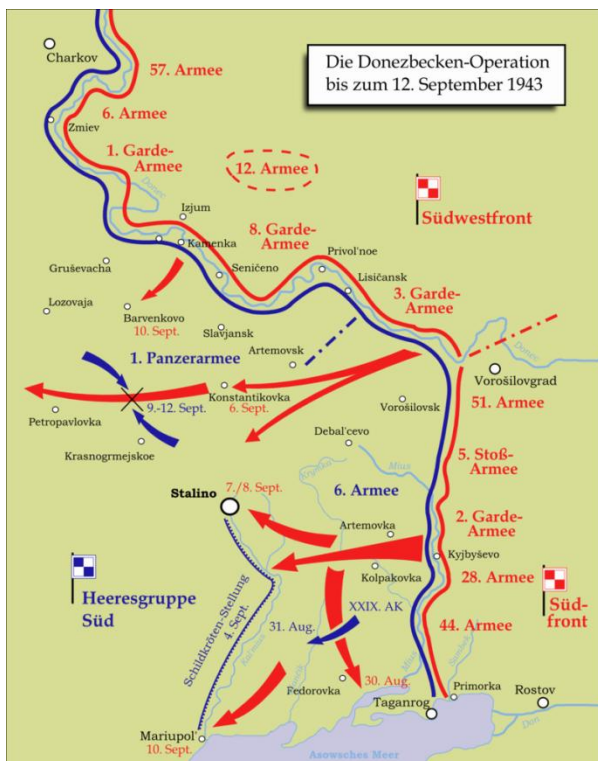 Die Donezbecken-Operation
bis zum 12. September 1943
Charkov
57. Armee
6. Armee
Zmiev
1. Garde-
Armee
Donec
12. Armee
Südwestfront
Izjum
8. Garde-
Armee
Kamenka
Privol'noe
Gruševacha
Seničeno
Lisičansk
3. Garde-
Armee
Lozovaja
Barvenkovo
10. Sept.
Slavjansk
Donec
1. Panzerarmee
Artemovsk
Vorošilovgrad
Konstantikovka
6. Sept.
9.-12. Sept.
Vorošilovsk
51. Armee
Petropavlovka
Krasnogrmejskoe
Debal'cevo
5. Stoß-
Armee
Mius
7./8. Sept.
Stalino
6. Armee
2. Garde-
Armee
Artemovka
Kyjbyševo
Kolpakovka
28. Armee
Heeresgruppe
Süd
Süd-
front
Schildkröten-Stellung
4. Sept.
31. Aug.
XXIX. AK
44. Armee
Mius
Fedorovka
30. Aug.
Primorka
Rostov
Taganrog
Don
Mariupol'
10. Sept.
Asowsches Meer